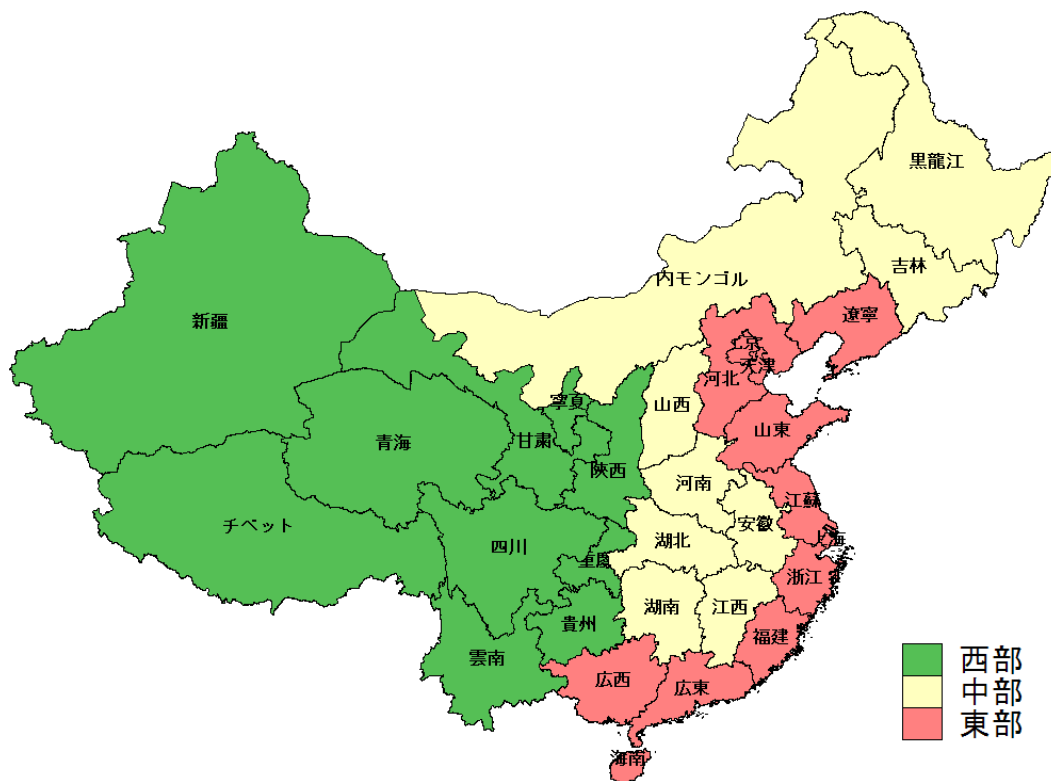 黒龍江
吉林
内モンゴル
遼寧
新疆
北京
天津
河北
寧夏
山西
山東
甘粛
青海
陝西
河南
江蘇
安徽
チベット
上海
湖北
四川
重慶
浙江
湖南
江西
貴州
福建
雲南
広西
広東
海南
西部
中部
東部